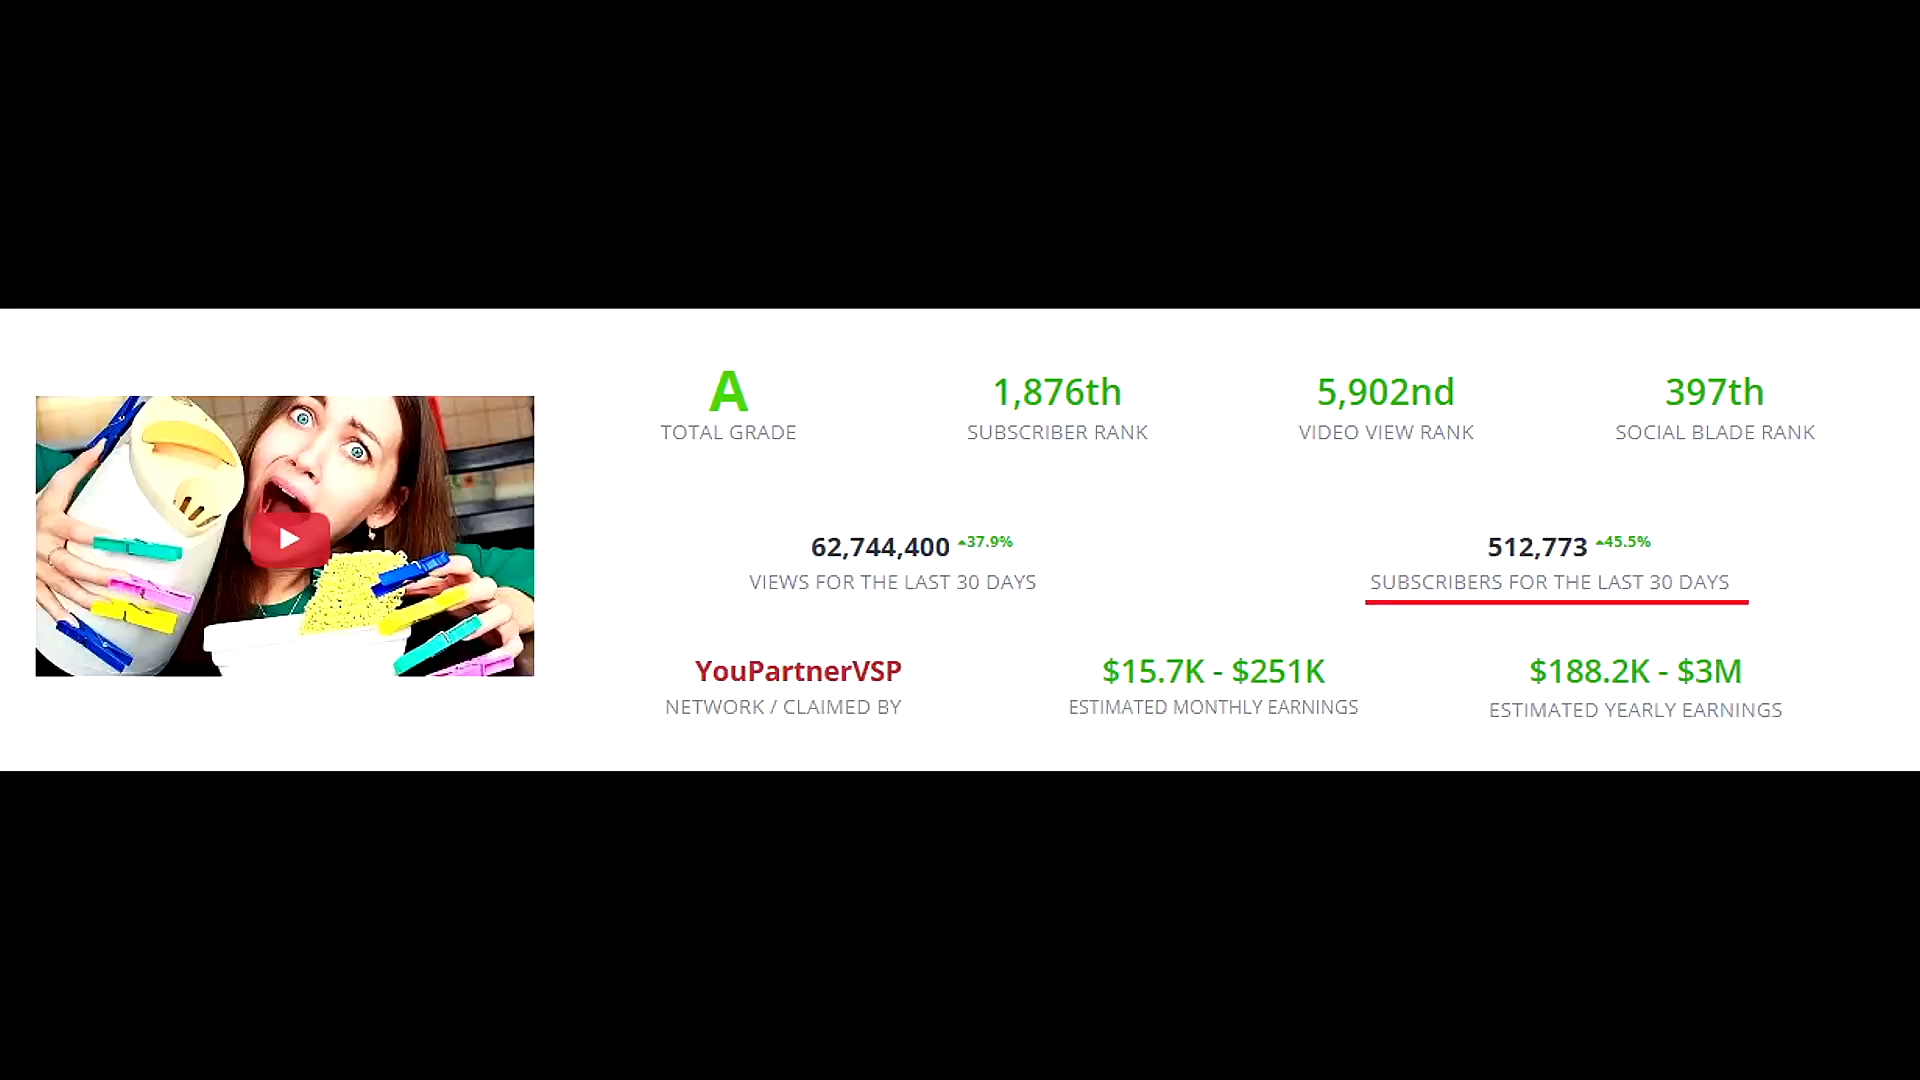 A
TOTAL GRADE
1,876th
SUBSCRIBER RANK
5,902nd
VIDEO VIEW RANK
397th
SOCIAL BLADE RANK
62,744,400 37.9%
VIEWS FOR THE LAST 30 DAYS
512,773 45.5%
SUBSCRIBERS FOR THE LAST 30 DAYS
YouPartnerVSP
NETWORK / CLAIMED BY
$15.7K - $251K
ESTIMATED MONTHLY EARNINGS
$188.2K - $3M
ESTIMATED YEARLY EARNINGS